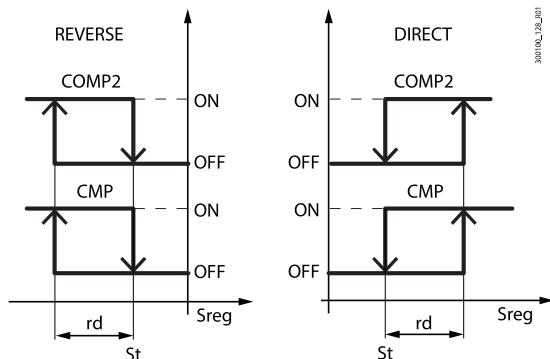 REVERSE
COMP2
ON
OFF
CMP
ON
OFF
Sreg
rd
St
DIRECT
COMP2
ON
OFF
CMP
ON
OFF
Sreg
rd
St
300100_128_R01